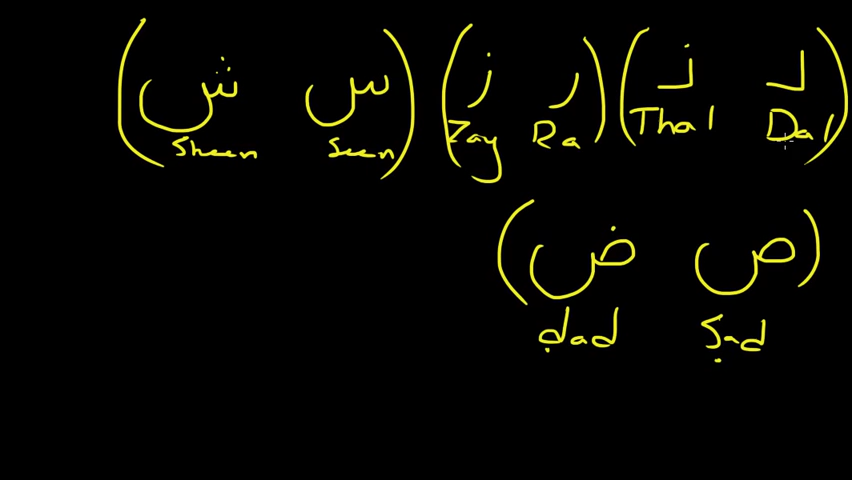 (د ذ) (ر ز) (س ش)
Sheen Seen Zay Ra Thal Dal
(ص ض)
ḍad ṣad